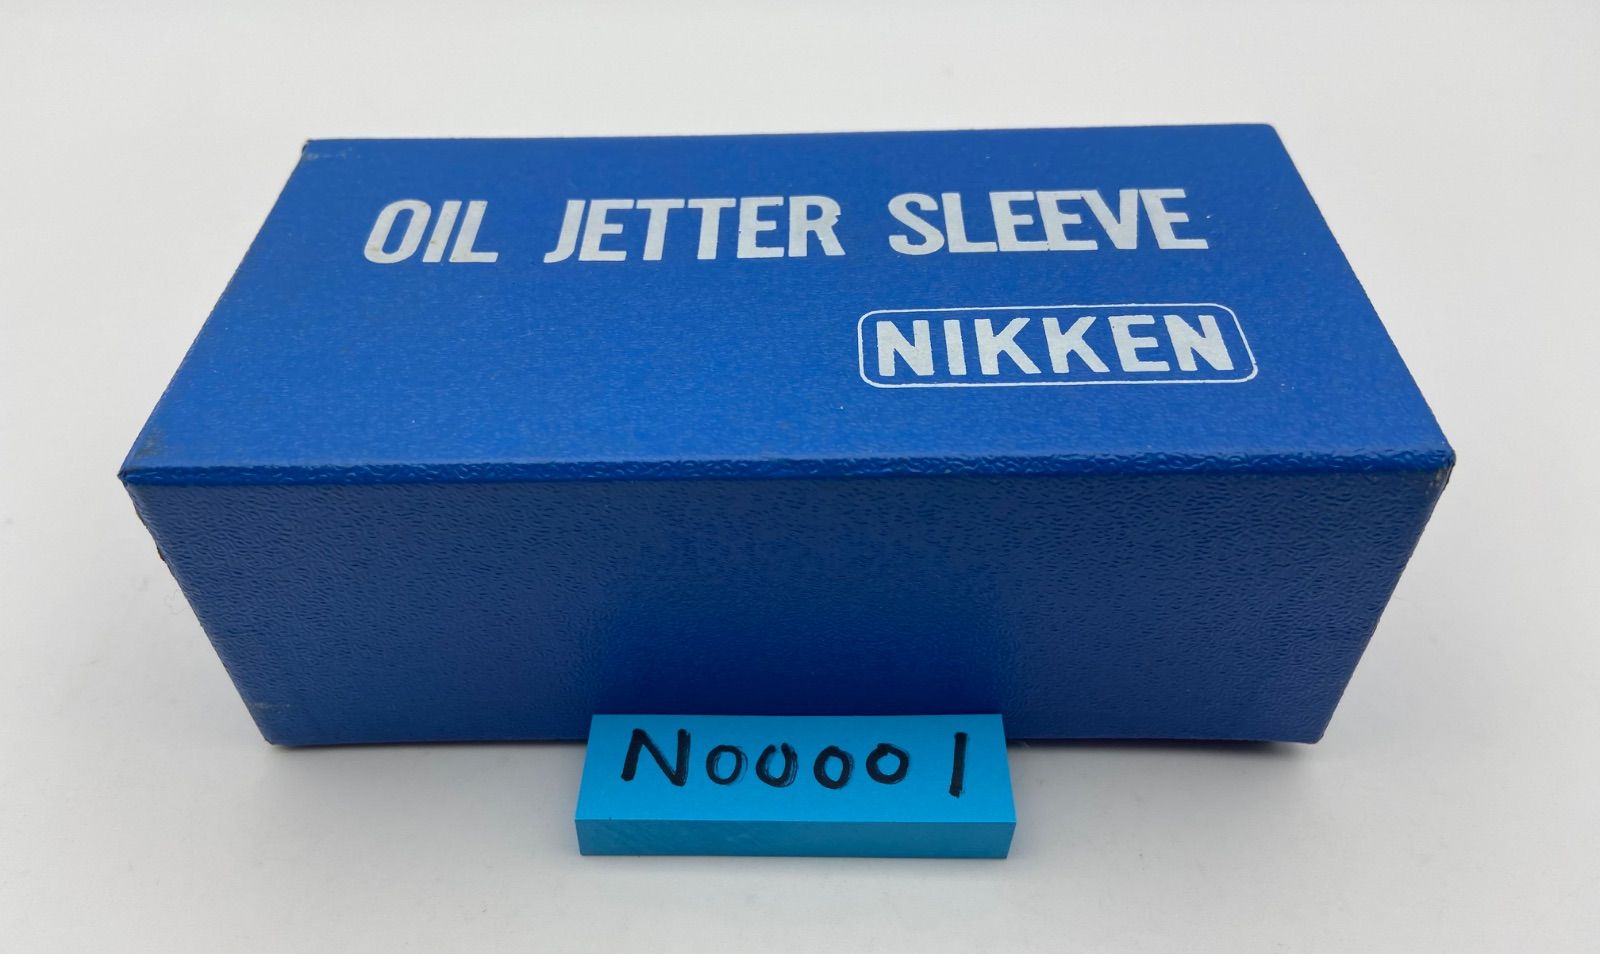 OIL JETTER SLEEVE
NIKKEN
N00001